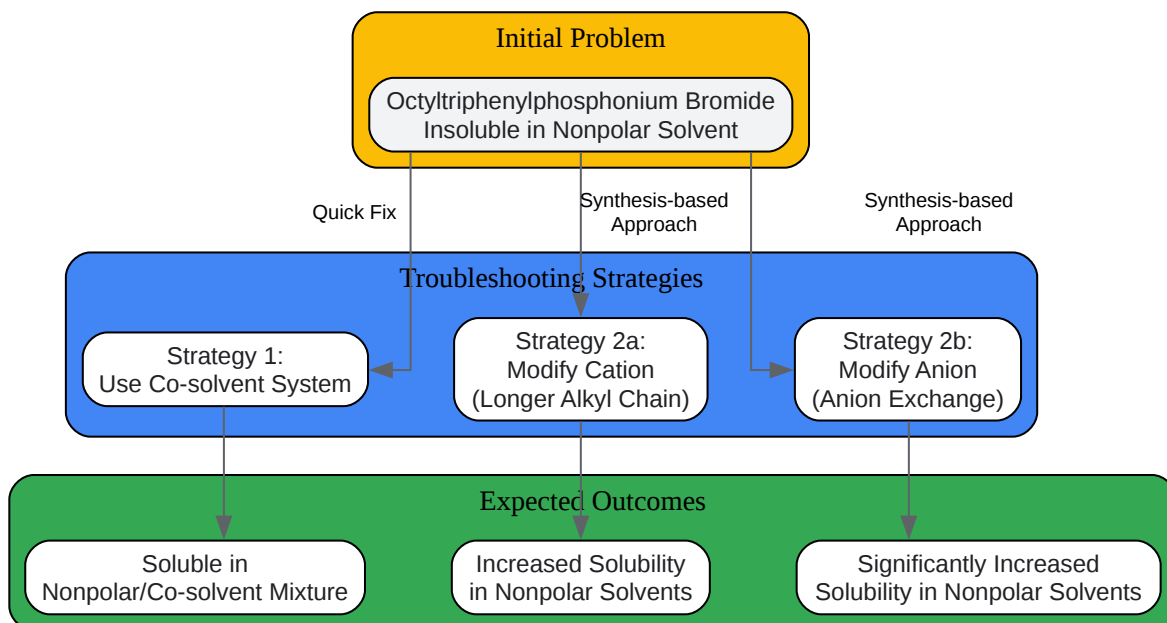 Initial Problem
Octyltriphenylphosphonium Bromide
Insoluble in Nonpolar Solvent
Quick Fix
Synthesis-based
Approach
Synthesis-based
Approach
Troubleshooting Strategies
Strategy 1:
Use Co-solvent System
Strategy 2a:
Modify Cation
(Longer Alkyl Chain)
Strategy 2b:
Modify Anion
(Anion Exchange)
Expected Outcomes
Soluble in
Nonpolar/Co-solvent Mixture
Increased Solubility
in Nonpolar Solvents
Significantly Increased
Solubility in Nonpolar Solvents